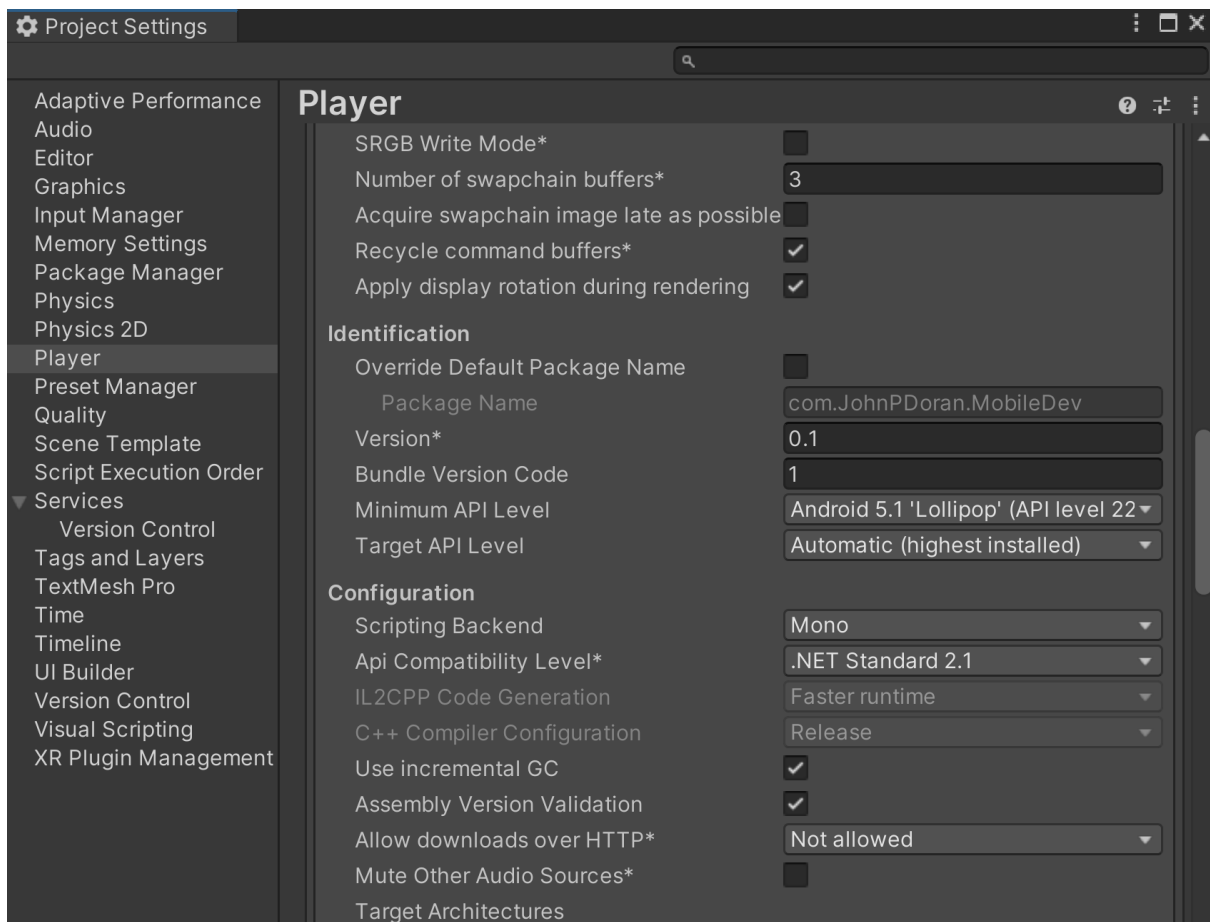 Project Settings
Adaptive Performance
Audio
Editor
Graphics
Input Manager
Memory Settings
Package Manager
Physics
Physics 2D
Player
Preset Manager
Quality
Scene Template
Script Execution Order
Services
Version Control
Tags and Layers
TextMesh Pro
Time
Timeline
UI Builder
Version Control
Visual Scripting
XR Plugin Management
Player
SRGB Write Mode*
Number of swapchain buffers* 3
Acquire swapchain image late as possible
Recycle command buffers*
Apply display rotation during rendering
Identification
Override Default Package Name
Package Name com.JohnPDoran.MobileDev
Version* 0.1
Bundle Version Code 1
Minimum API Level Android 5.1 'Lollipop' (API level 22
Target API Level Automatic (highest installed)
Configuration
Scripting Backend Mono
Api Compatibility Level* .NET Standard 2.1
IL2CPP Code Generation Faster runtime
C++ Compiler Configuration Release
Use incremental GC
Assembly Version Validation
Allow downloads over HTTP* Not allowed
Mute Other Audio Sources*
Target Architectures